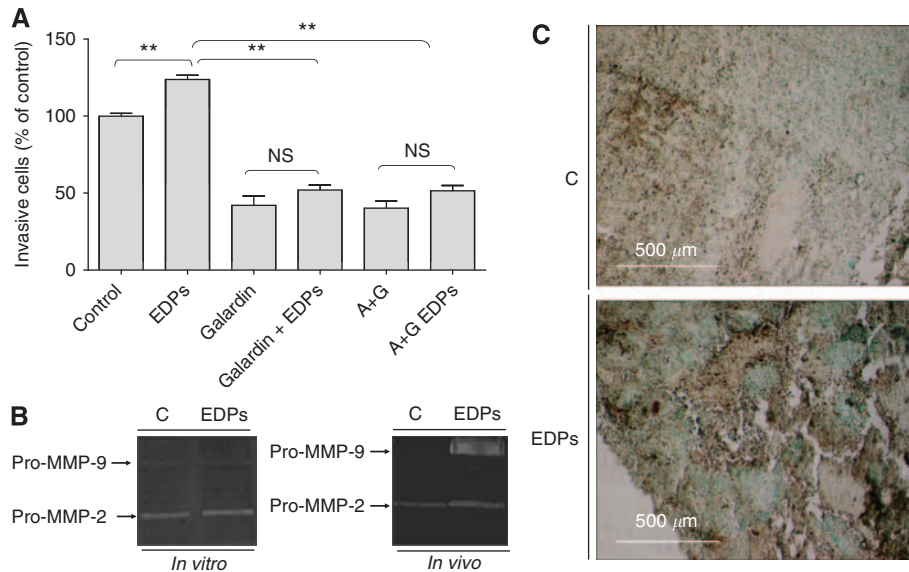 A
Invasive cells (% of control)
150
100
50
0
**
**
**
NS
NS
Control
EDPs
Galardin
Galardin + EDPs
A+G
A+G EDPs
B
C EDPs
Pro-MMP-9
Pro-MMP-2
In vitro
C EDPs
Pro-MMP-9
Pro-MMP-2
In vivo
C
C
500 μm
EDPs
500 μm